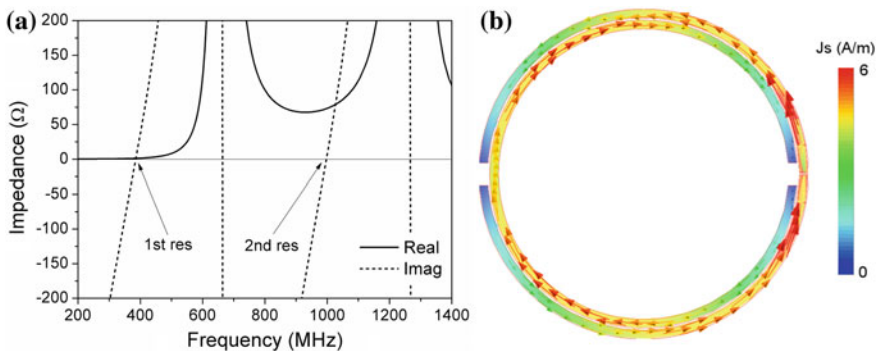 (a)
200
150
100
50
0
-50
-100
-150
-200
Impedance (Ω)
1st res
2nd res
Real
Imag
200 400 600 800 1000 1200 1400
Frequency (MHz)
(b)
Js (A/m)
6
0